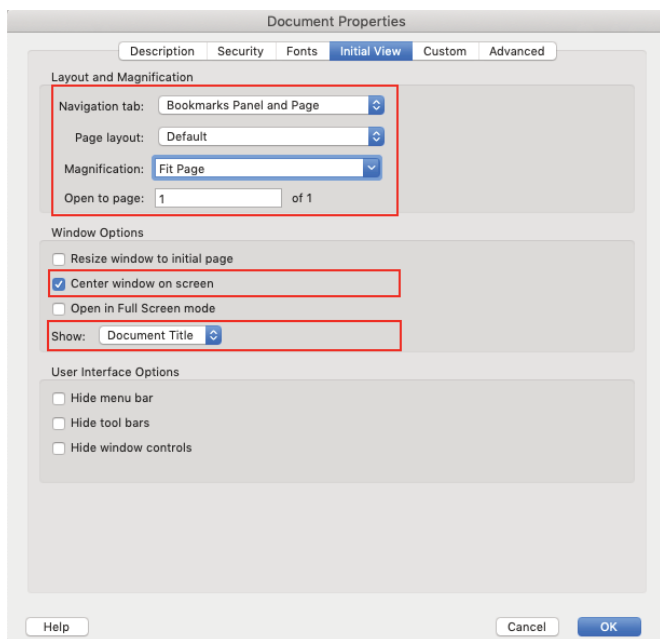 Document Properties
Description Security Fonts Initial View Custom Advanced
Layout and Magnification
Navigation tab: Bookmarks Panel and Page
Page layout: Default
Magnification: Fit Page
Open to page: 1 of 1
Window Options
Resize window to initial page
Center window on screen
Open in Full Screen mode
Show: Document Title
User Interface Options
Hide menu bar
Hide tool bars
Hide window controls
Help Cancel OK